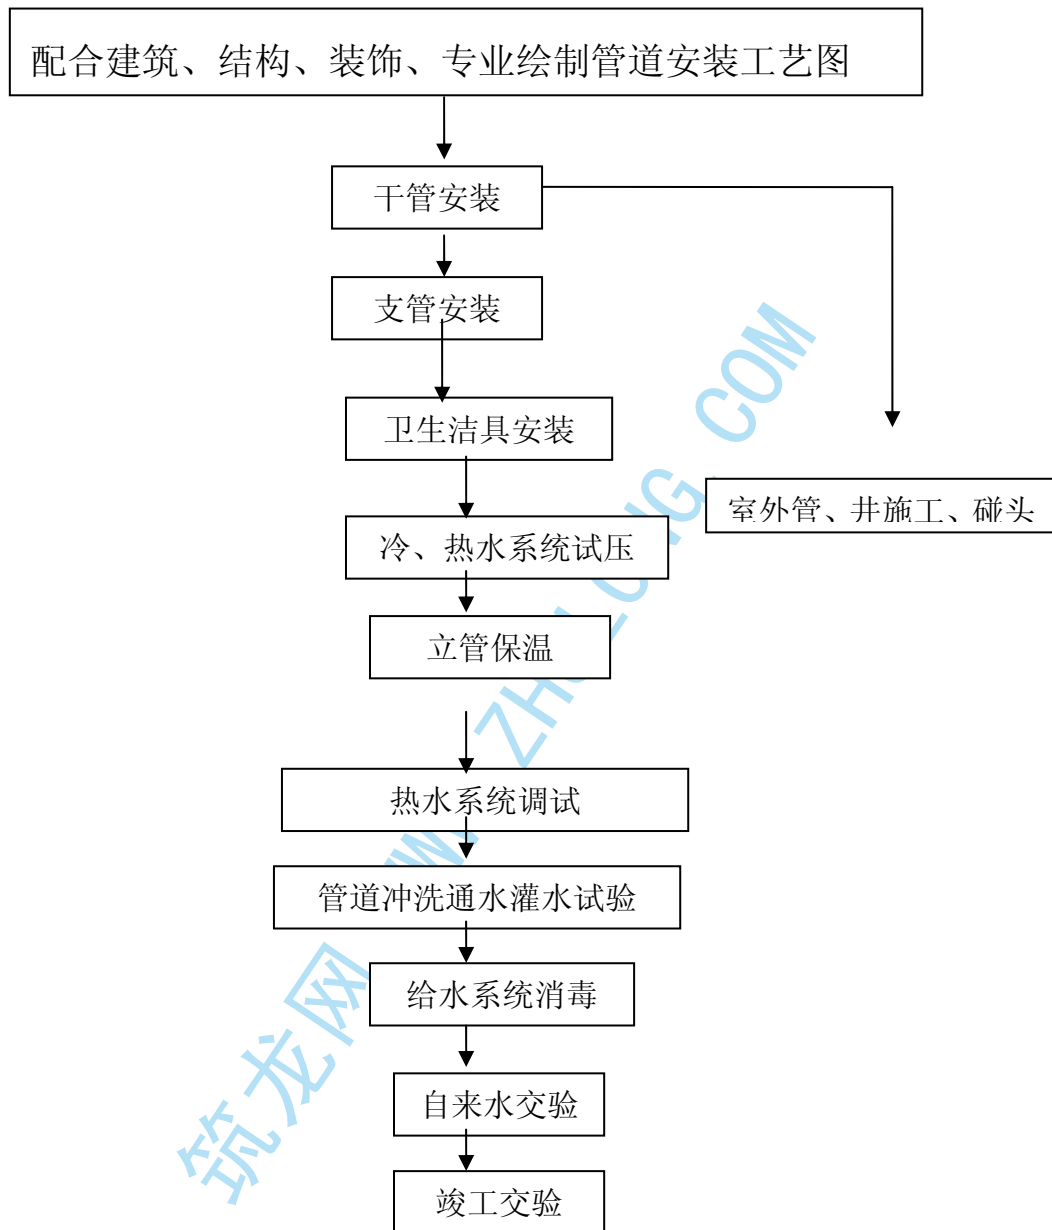 配合建筑、结构、装饰、专业绘制管道安装工艺图
干管安装
支管安装
卫生洁具安装
室外管、井施工、碰头
冷、热水系统试压
立管保温
热水系统调试
管道冲洗通水灌水试验
给水系统消毒
自来水交验
竣工交验
筑龙网 WW.ZHULONG.COM